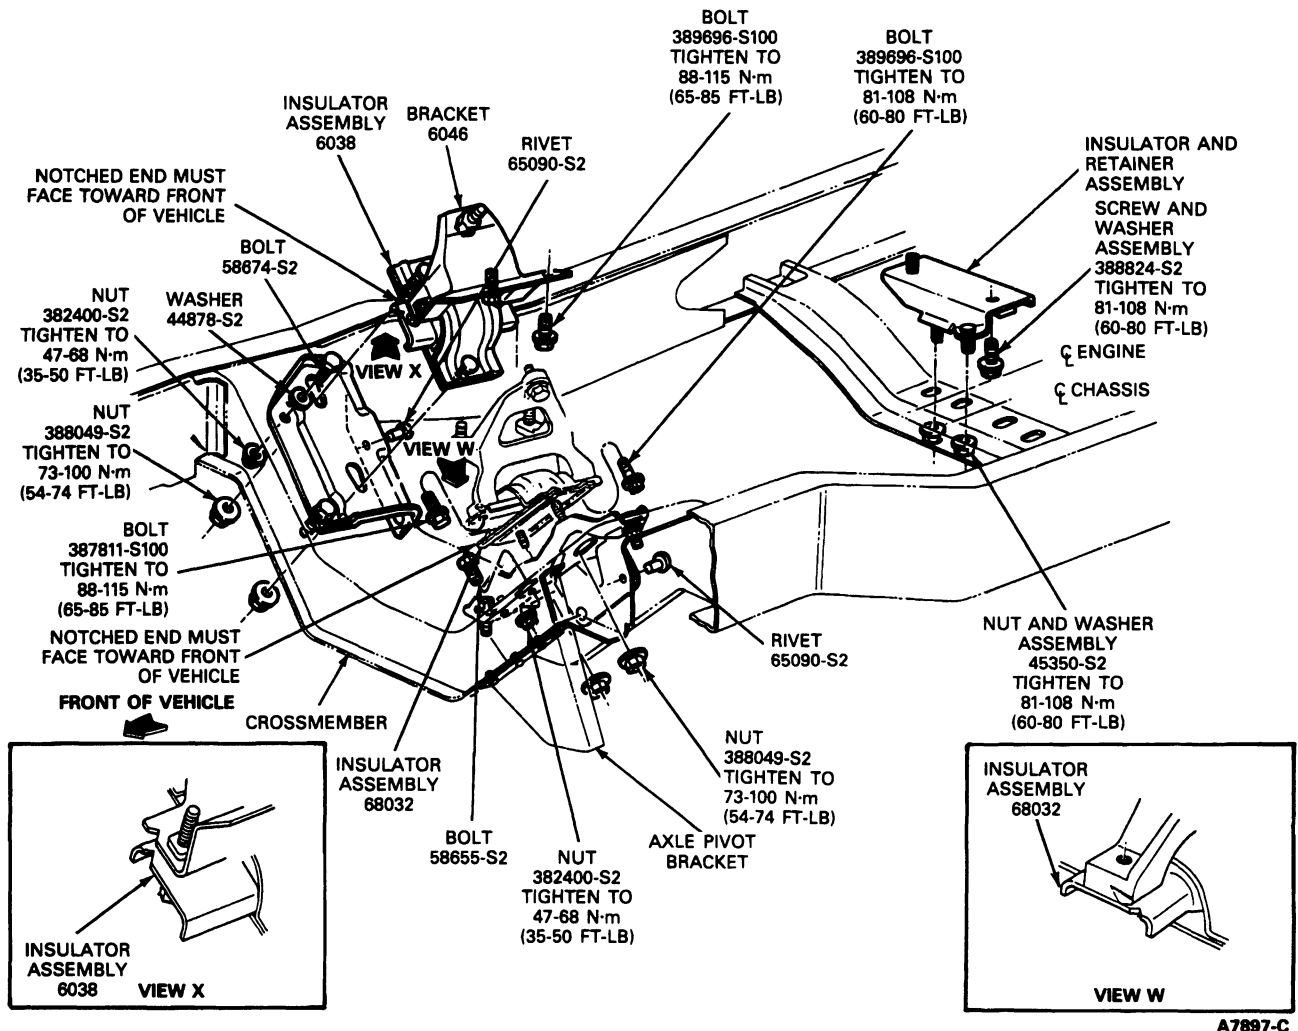 BOLT
389696-S100
TIGHTEN TO
88-115 N·m
(65-85 FT-LB)
BOLT
389696-S100
TIGHTEN TO
81-108 N·m
(60-80 FT-LB)
INSULATOR
ASSEMBLY
6038
BRACKET
6046
RIVET
65090-S2
INSULATOR AND
RETAINER
ASSEMBLY
NOTCHED END MUST
FACE TOWARD FRONT
OF VEHICLE
SCREW AND
WASHER
ASSEMBLY
388824-S2
TIGHTEN TO
81-108 N·m
(60-80 FT-LB)
BOLT
58674-S2
NUT
382400-S2
TIGHTEN TO
47-68 N·m
(35-50 FT-LB)
WASHER
44878-S2
VIEW X
℄ ENGINE
℄ CHASSIS
NUT
388049-S2
TIGHTEN TO
73-100 N·m
(54-74 FT-LB)
VIEW W
BOLT
387811-S100
TIGHTEN TO
88-115 N·m
(65-85 FT-LB)
NOTCHED END MUST
FACE TOWARD FRONT
OF VEHICLE
FRONT OF VEHICLE
CROSSMEMBER
RIVET
65090-S2
NUT AND WASHER
ASSEMBLY
45350-S2
TIGHTEN TO
81-108 N·m
(60-80 FT-LB)
INSULATOR
ASSEMBLY
68032
BOLT
58655-S2
NUT
382400-S2
TIGHTEN TO
47-68 N·m
(35-50 FT-LB)
AXLE PIVOT
BRACKET
NUT
388049-S2
TIGHTEN TO
73-100 N·m
(54-74 FT-LB)
INSULATOR
ASSEMBLY
6038
VIEW X
INSULATOR
ASSEMBLY
68032
VIEW W
A7897-C